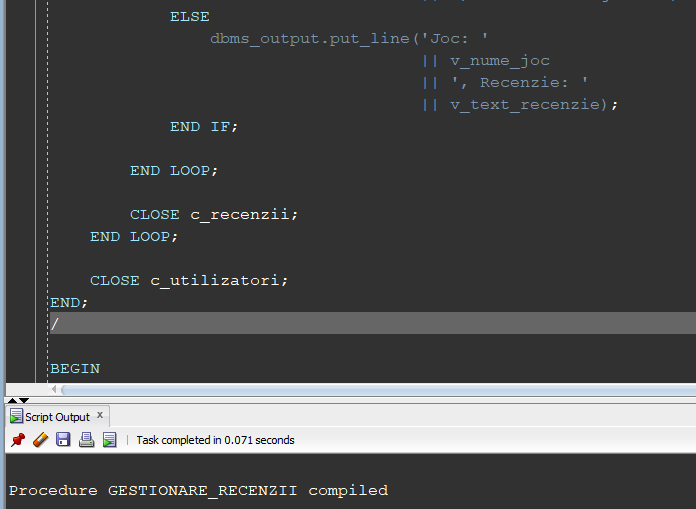 ELSE
dbms_output.put_line('Joc: '
|| v_nume_joc
|| ', Recenzie: '
|| v_text_recenzie);
END IF;
END LOOP;
CLOSE c_recenzii;
END LOOP;
CLOSE c_utilizatori;
END;
/
BEGIN
Script Output x
Task completed in 0.071 seconds
Procedure GESTIONARE_RECENZII compiled